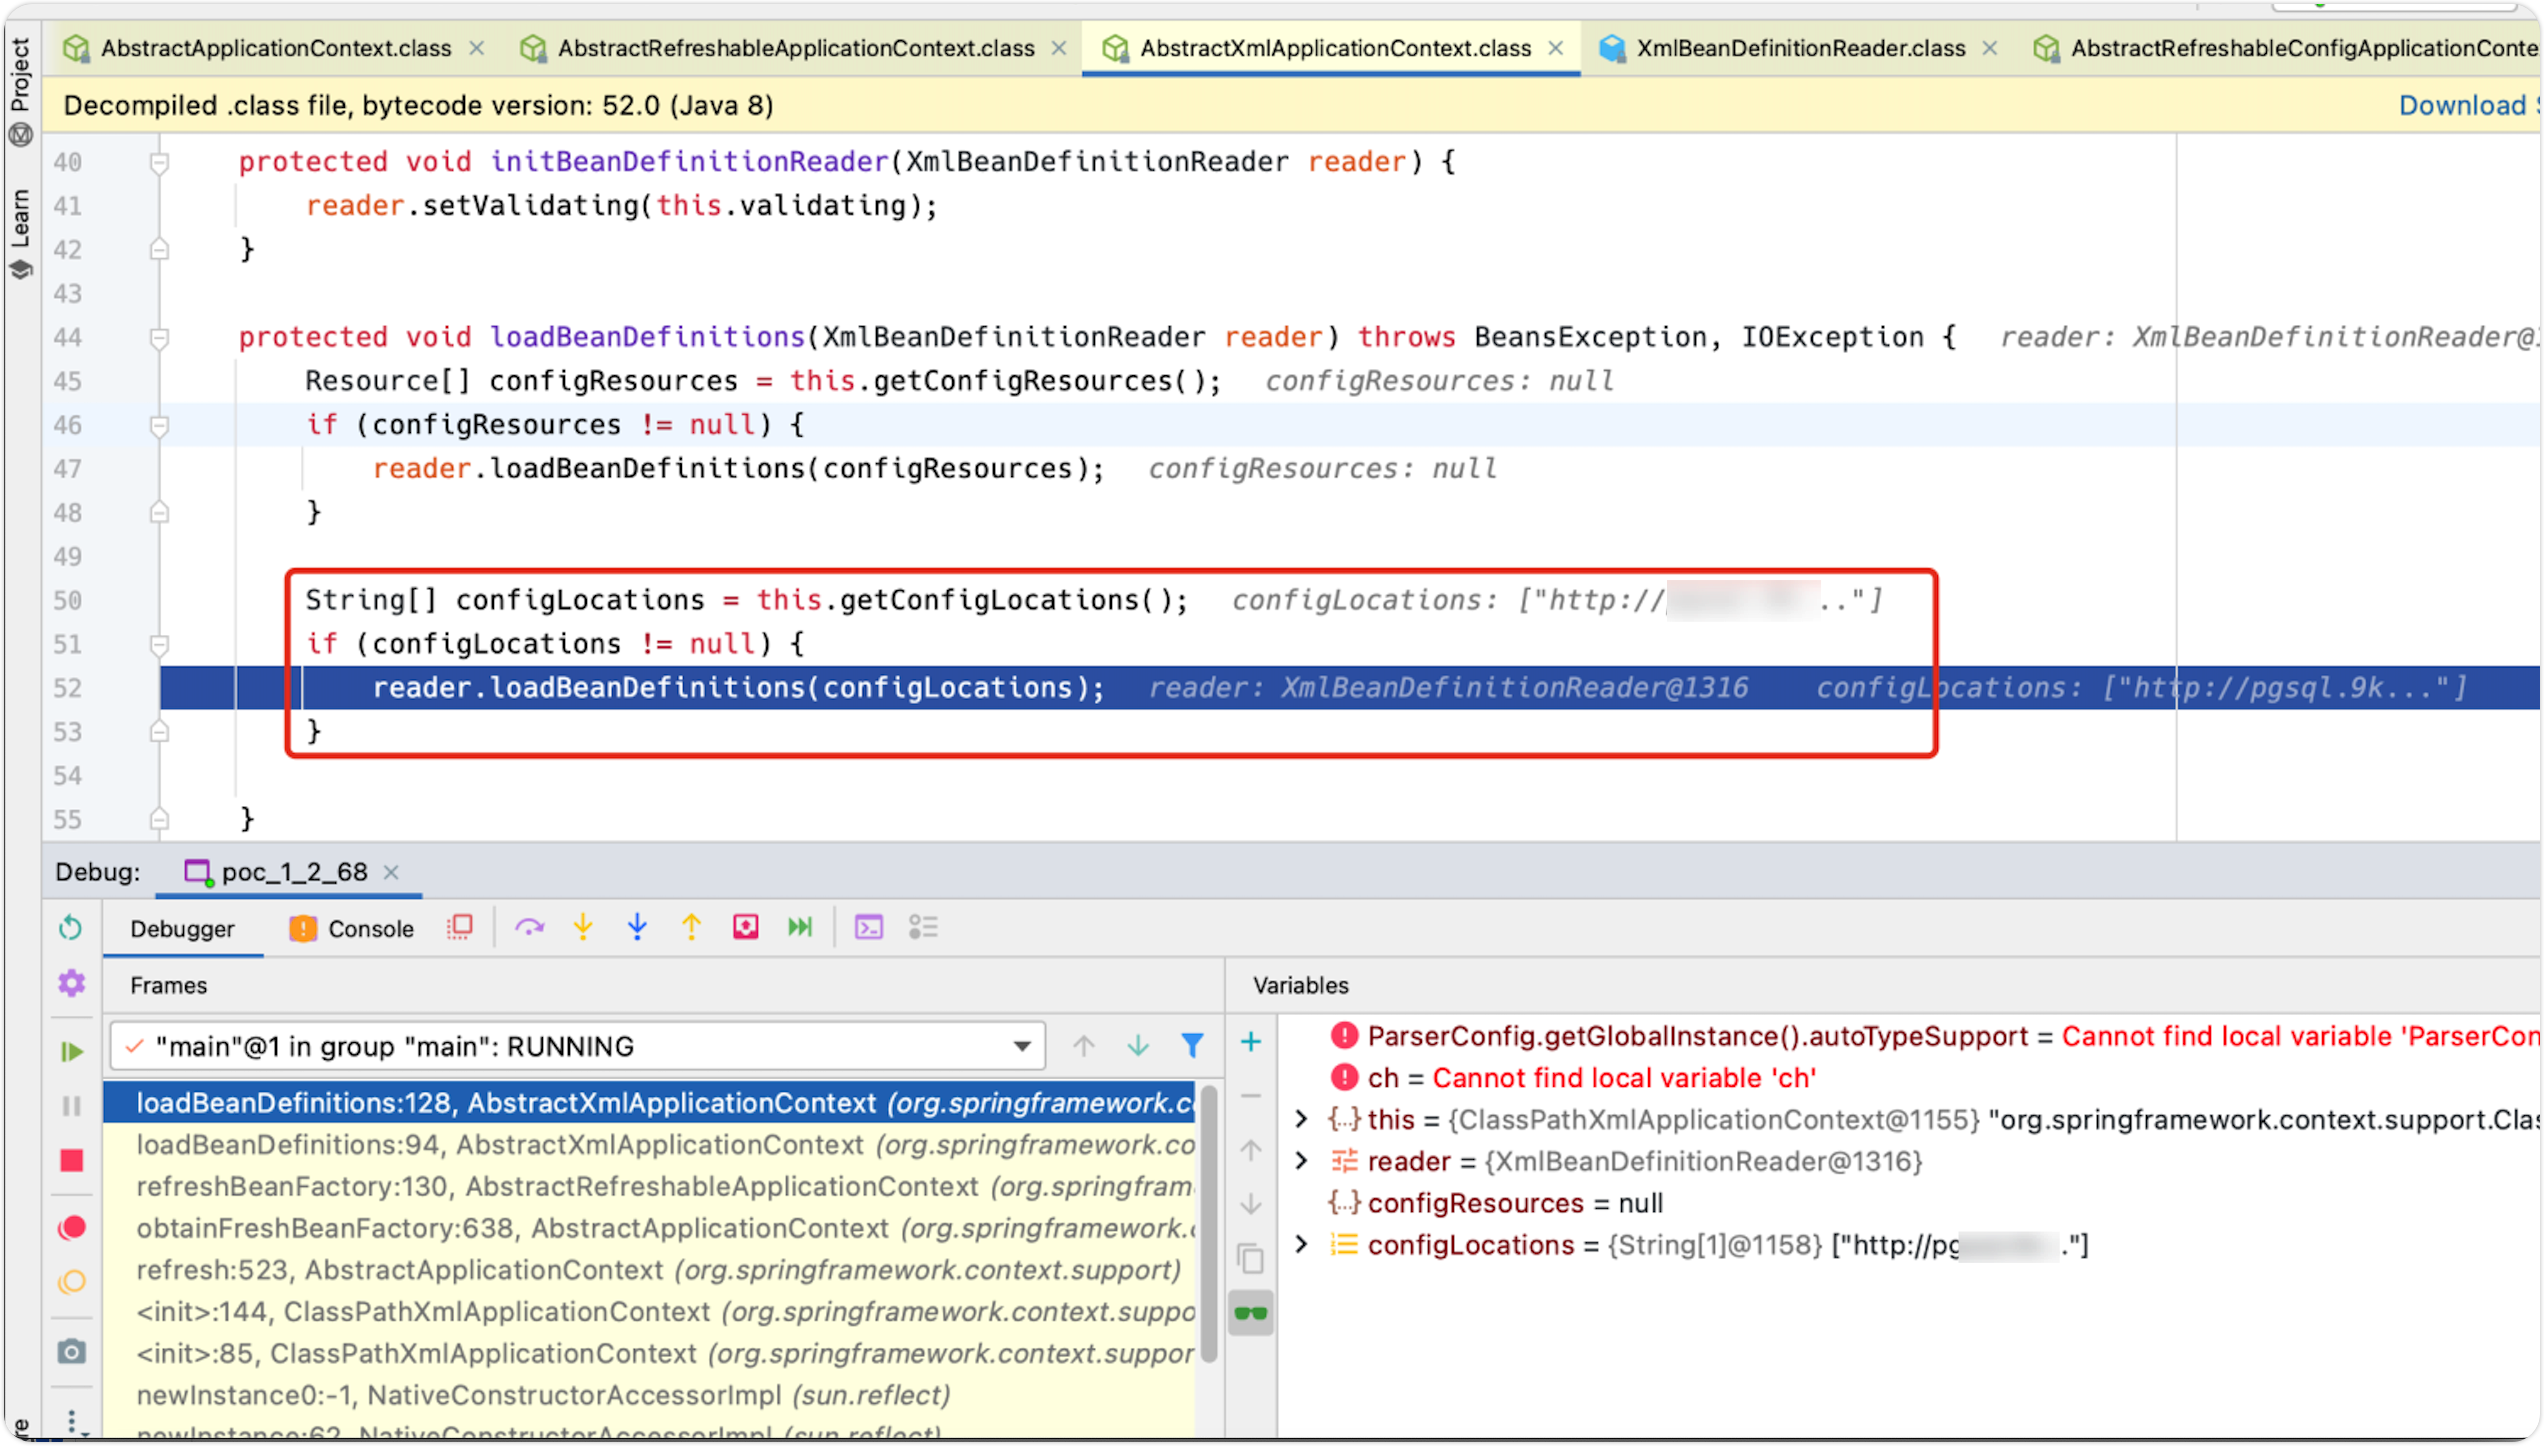 AbstractApplicationContext.class
AbstractRefreshableApplicationContext.class
AbstractXmlApplicationContext.class
XmlBeanDefinitionReader.class
AbstractRefreshableConfigApplicationConte
Project
Learn
Decompiled .class file, bytecode version: 52.0 (Java 8)
Download
40 protected void initBeanDefinitionReader(XmlBeanDefinitionReader reader) {
41 reader.setValidating(this.validating);
42 }
43
44 protected void loadBeanDefinitions(XmlBeanDefinitionReader reader) throws BeansException, IOException { reader: XmlBeanDefinitionReader@
45 Resource[] configResources = this.getConfigResources(); configResources: null
46 if (configResources != null) {
47 reader.loadBeanDefinitions(configResources); configResources: null
48 }
49
50 String[] configLocations = this.getConfigLocations(); configLocations: ["http:// .."]
51 if (configLocations != null) {
52 reader.loadBeanDefinitions(configLocations); reader: XmlBeanDefinitionReader@1316 configLocations: ["http://pgsql.9k..."]
53 }
54
55 }
Debug: poc_1_2_68
Debugger Console
Frames
Variables
"main"@1 in group "main": RUNNING
loadBeanDefinitions:128, AbstractXmlApplicationContext (org.springframework.c
loadBeanDefinitions:94, AbstractXmlApplicationContext (org.springframework.co
refreshBeanFactory:130, AbstractRefreshableApplicationContext (org.springfram
obtainFreshBeanFactory:638, AbstractApplicationContext (org.springframework.
refresh:523, AbstractApplicationContext (org.springframework.context.support)
<init>:144, ClassPathXmlApplicationContext (org.springframework.context.suppo
<init>:85, ClassPathXmlApplicationContext (org.springframework.context.suppor
newInstance0:-1, NativeConstructorAccessorImpl (sun.reflect)
newInstance:62, NativeConstructorAccessorImpl (sun.reflect)
ParserConfig.getGlobalInstance().autoTypeSupport = Cannot find local variable 'ParserCon
ch = Cannot find local variable 'ch'
this = {ClassPathXmlApplicationContext@1155} "org.springframework.context.support.Clas
reader = {XmlBeanDefinitionReader@1316}
configResources = null
configLocations = {String[1]@1158} ["http://pg ."]